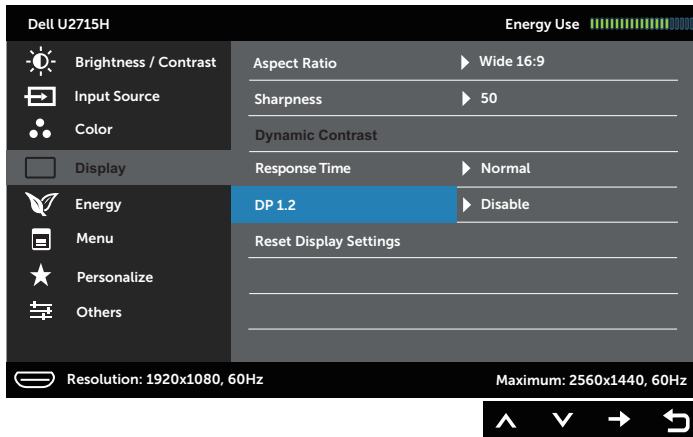 Dell U2715H Energy Use
Brightness / Contrast
Input Source
Color
Display
Energy
Menu
Personalize
Others
Aspect Ratio Wide 16:9
Sharpness 50
Dynamic Contrast
Response Time Normal
DP 1.2 Disable
Reset Display Settings
Resolution: 1920x1080, 60Hz Maximum: 2560x1440, 60Hz